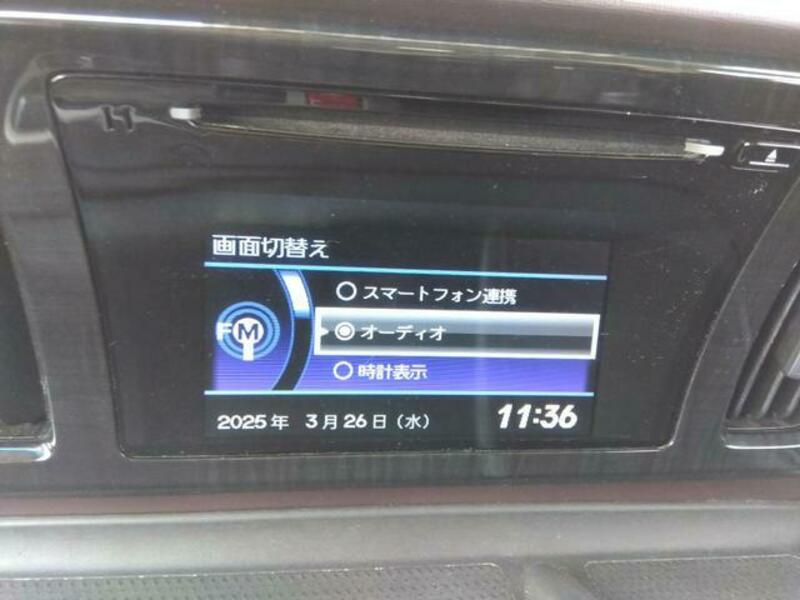 画面切替え
スマートフォン連携
オーディオ
時計表示
FM
2025年 3月26日（水） 11:36